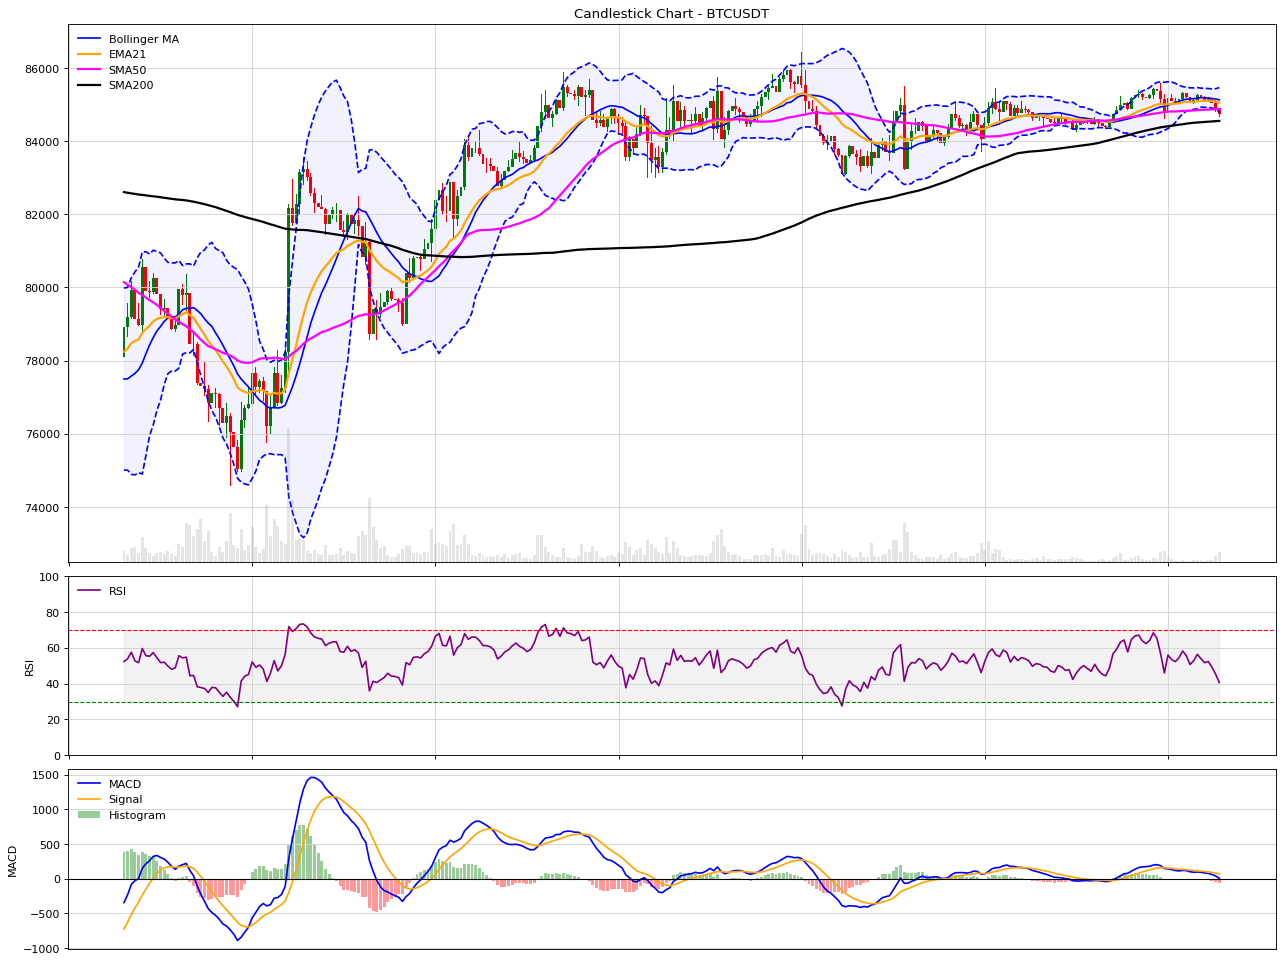 Candlestick Chart - BTCUSDT
Bollinger MA
EMA21
SMA50
SMA200
86000
84000
82000
80000
78000
76000
74000
100
80
60
40
20
0
RSI
RSI
1500
1000
500
0
−500
−1000
MACD
MACD
Signal
Histogram